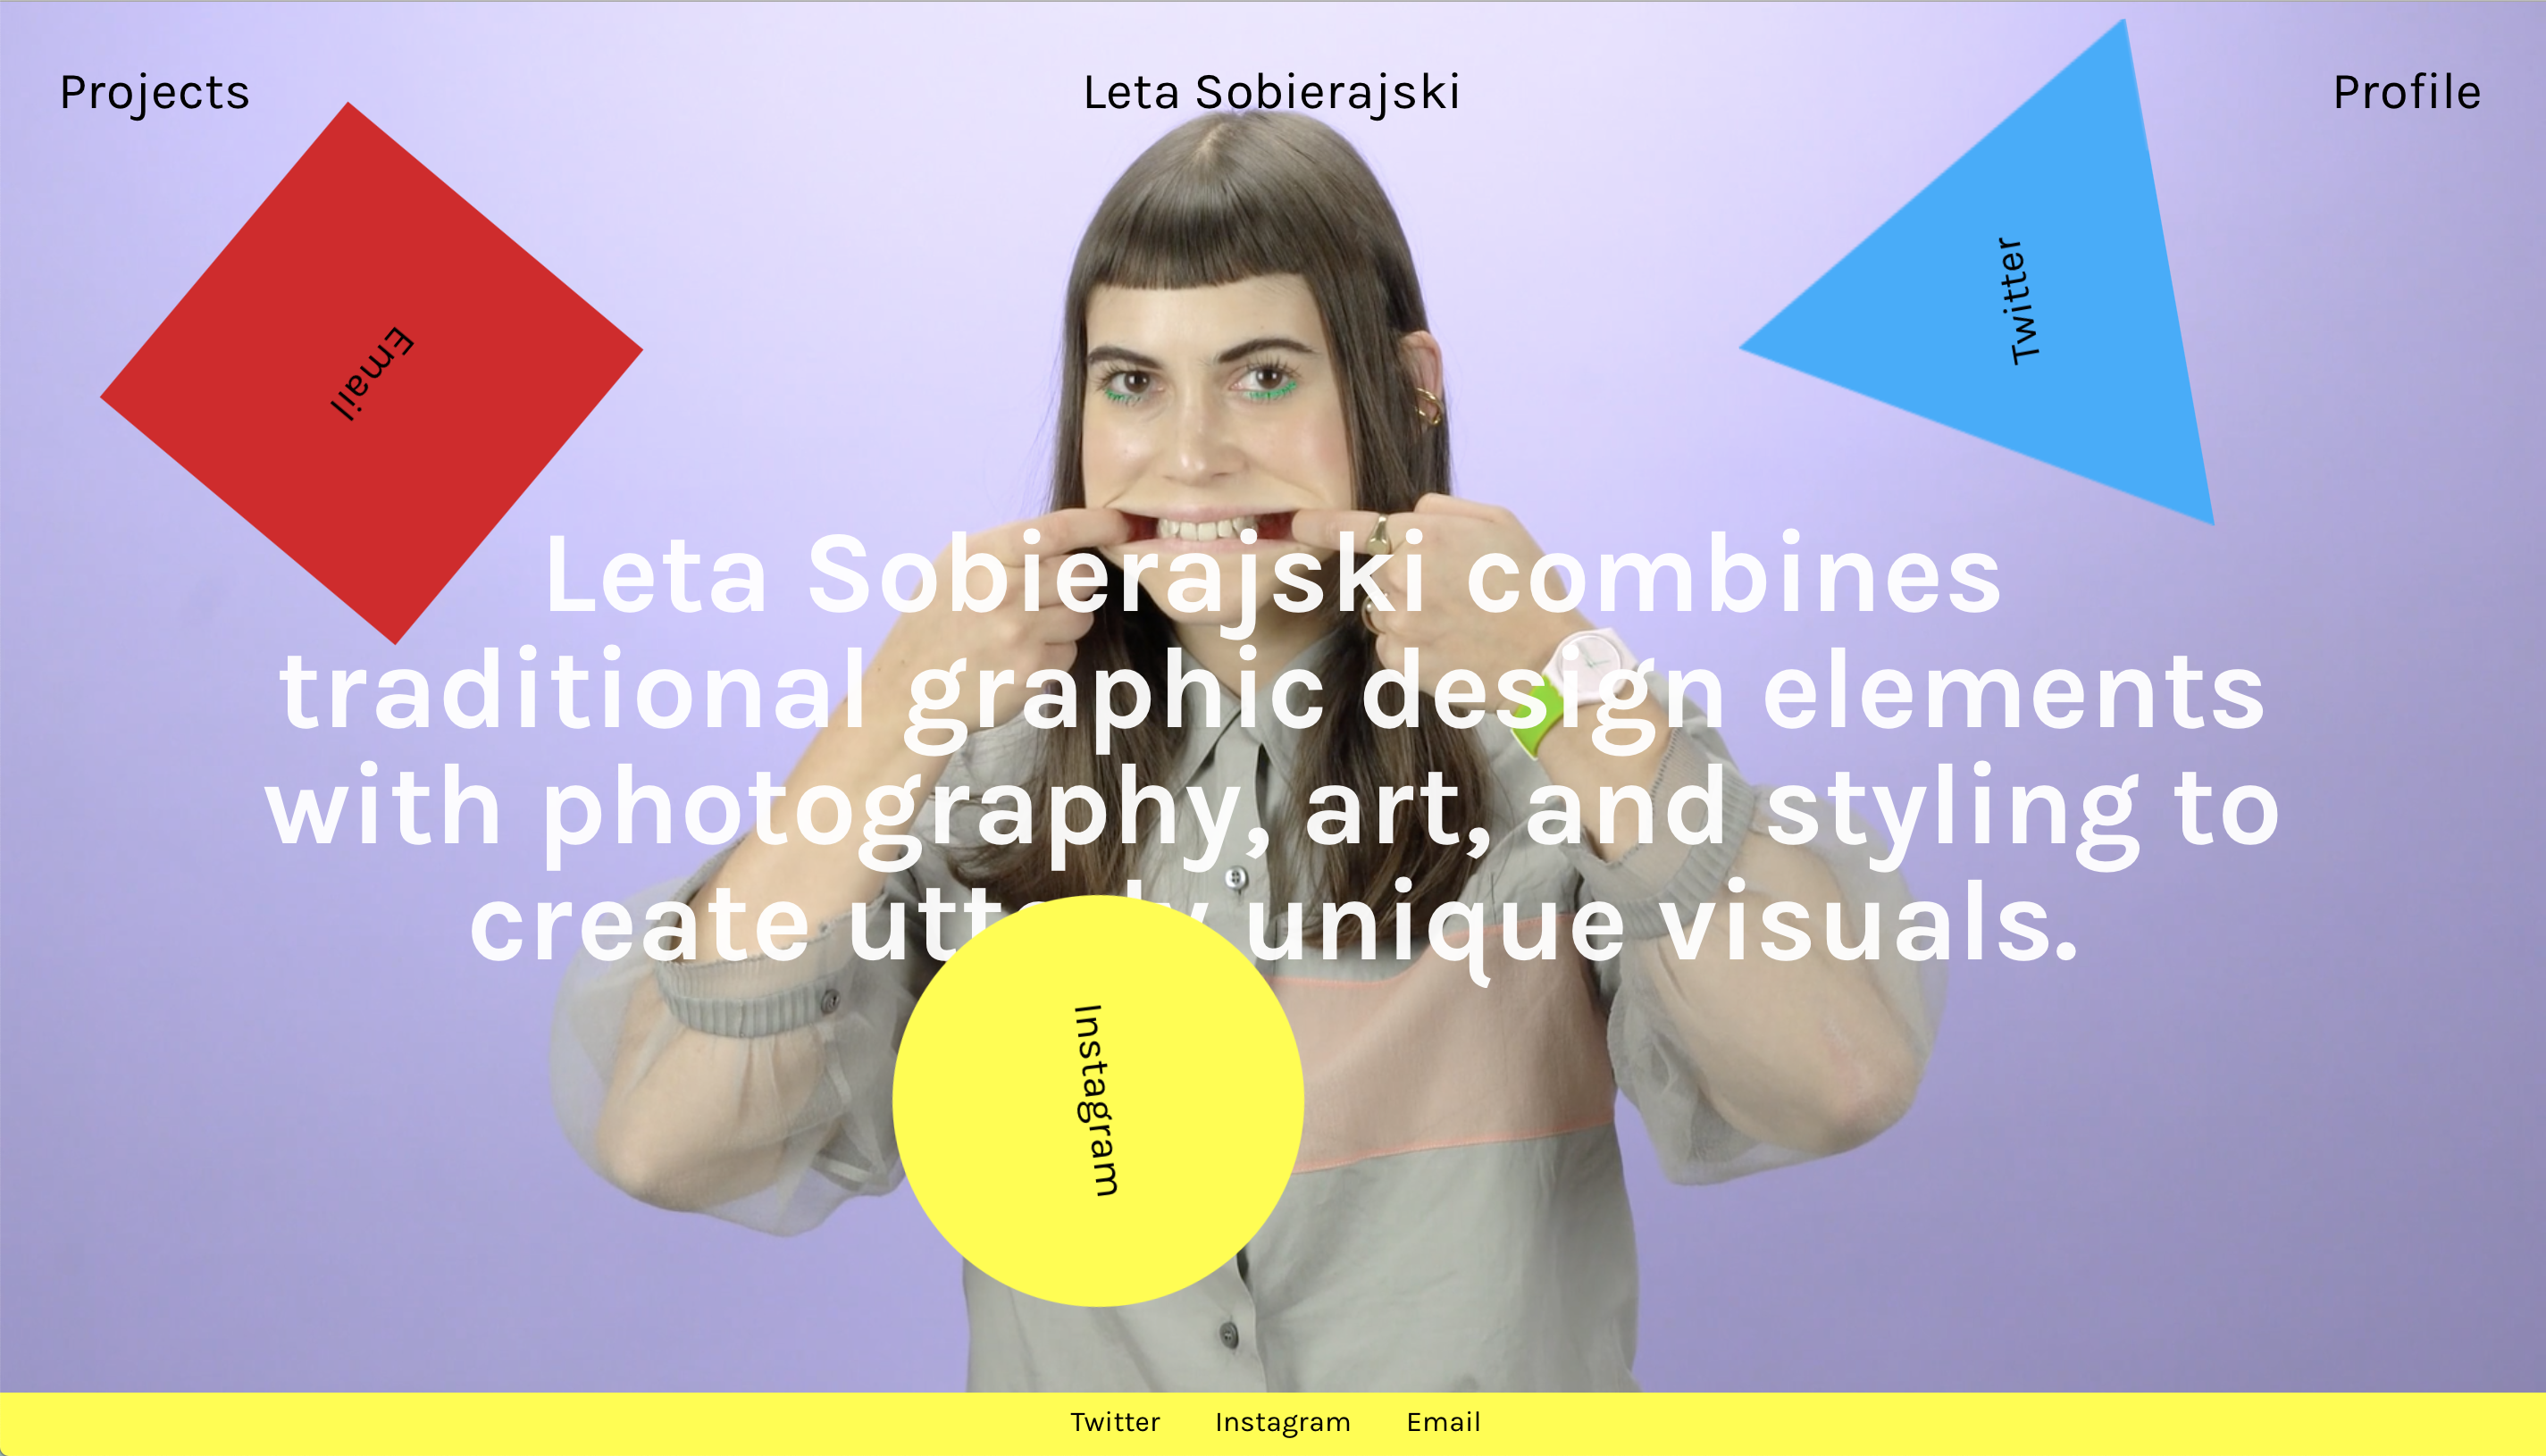 Projects
Leta Sobierajski
Profile
Email
Twitter
Leta Sobierajski combines
traditional graphic design elements
with photography, art, and styling to
create unique visuals.
Instagram
Twitter Instagram Email